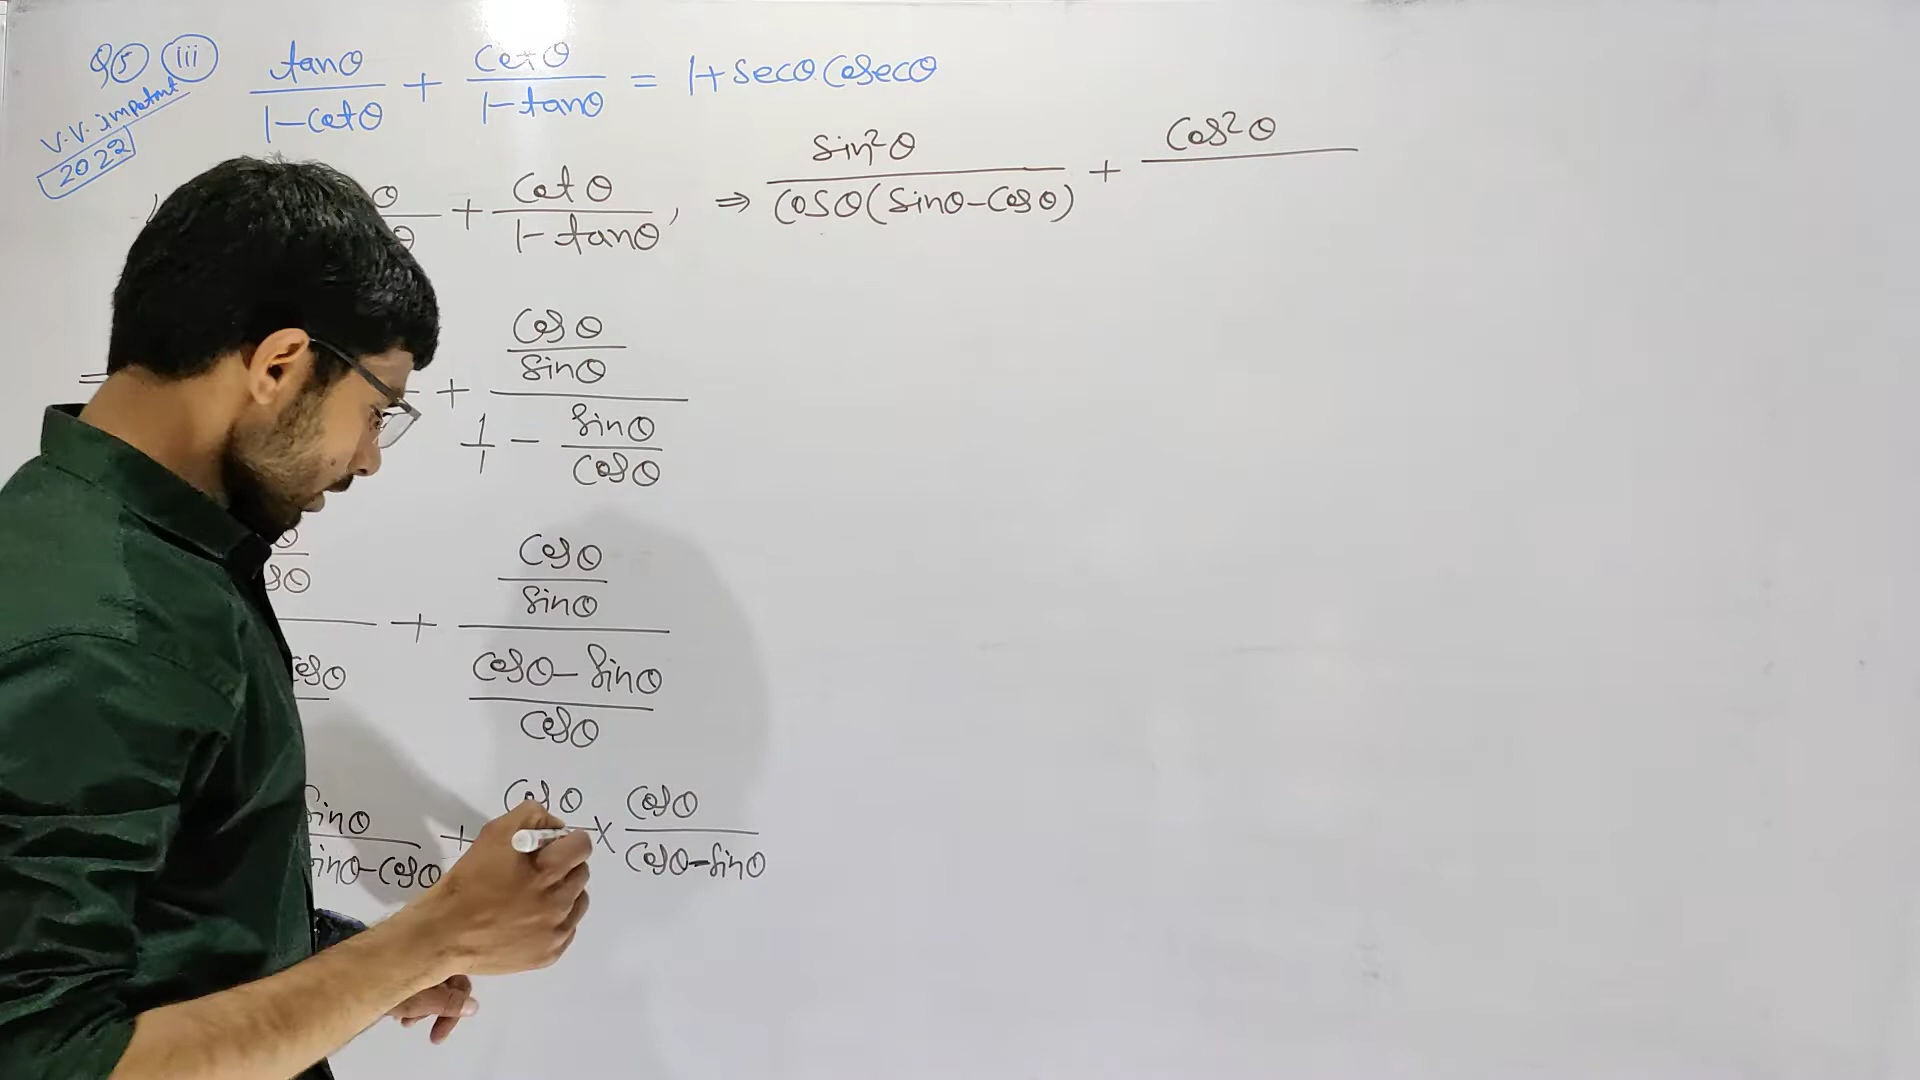 Q5 (iii) tanθ/(1-cotθ) + cotθ/(1-tanθ) = 1+secθ.cosecθ
V.V. impotant
2022
θ/θ + cotθ/(1-tanθ), ⇒ sin²θ/(cosθ(sinθ-cosθ)) + cos²θ/
= + (cosθ/sinθ)/(1/1 - sinθ/cosθ)
+ (cosθ/sinθ)/((cosθ-sinθ)/cosθ)
sinθ/(sinθ-cosθ) + cosθ/ × cosθ/(cosθ-sinθ)